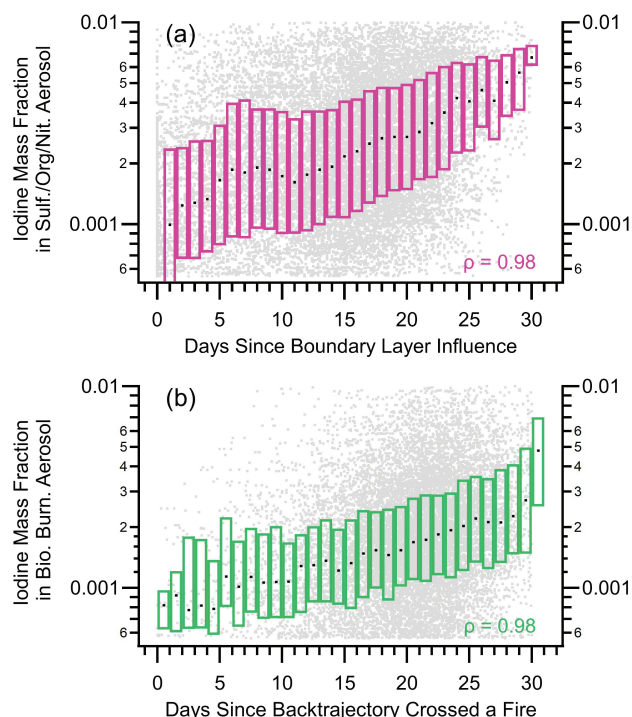 (a)
0.01
6
5
4
3
2
0.001
6
0.01
6
5
4
3
2
0.001
6
Iodine Mass Fraction
in Sulf./Org/Nit. Aerosol
ρ = 0.98
0 5 10 15 20 25 30
Days Since Boundary Layer Influence
(b)
0.01
6
5
4
3
2
0.001
6
0.01
6
5
4
3
2
0.001
6
Iodine Mass Fraction
in Bio. Burn. Aerosol
ρ = 0.98
0 5 10 15 20 25 30
Days Since Backtrajectory Crossed a Fire